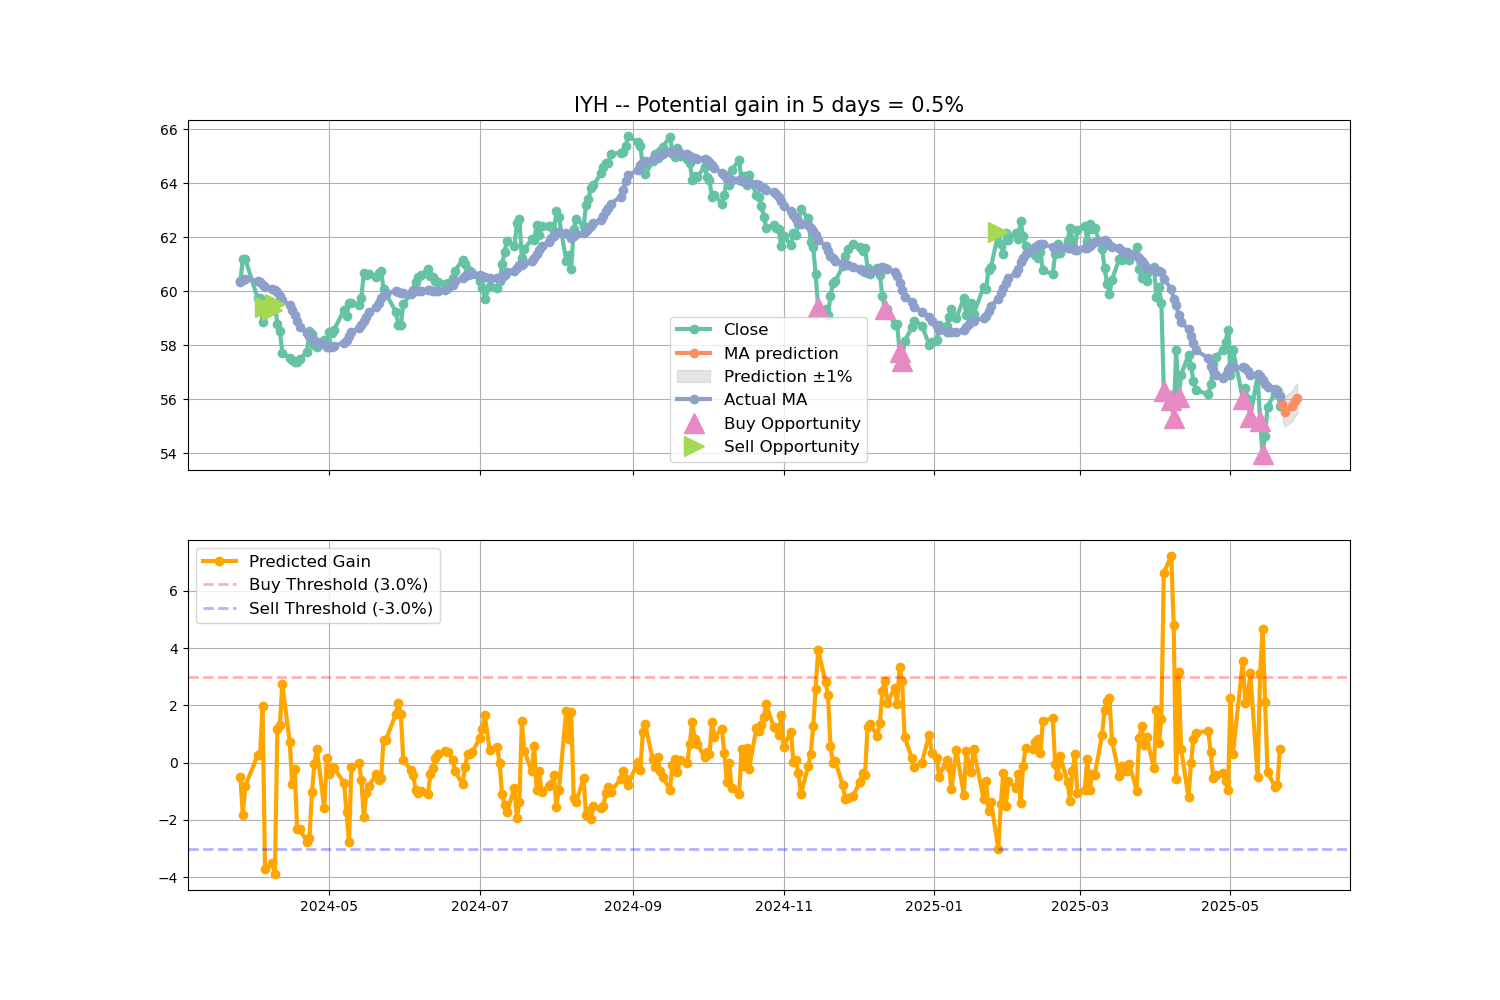 IYH -- Potential gain in 5 days = 0.5%
66
64
62
60
58
56
54
Close
MA prediction
Prediction ±1%
Actual MA
Buy Opportunity
Sell Opportunity
Predicted Gain
Buy Threshold (3.0%)
Sell Threshold (-3.0%)
6
4
2
0
−2
−4
2024-05 2024-07 2024-09 2024-11 2025-01 2025-03 2025-05